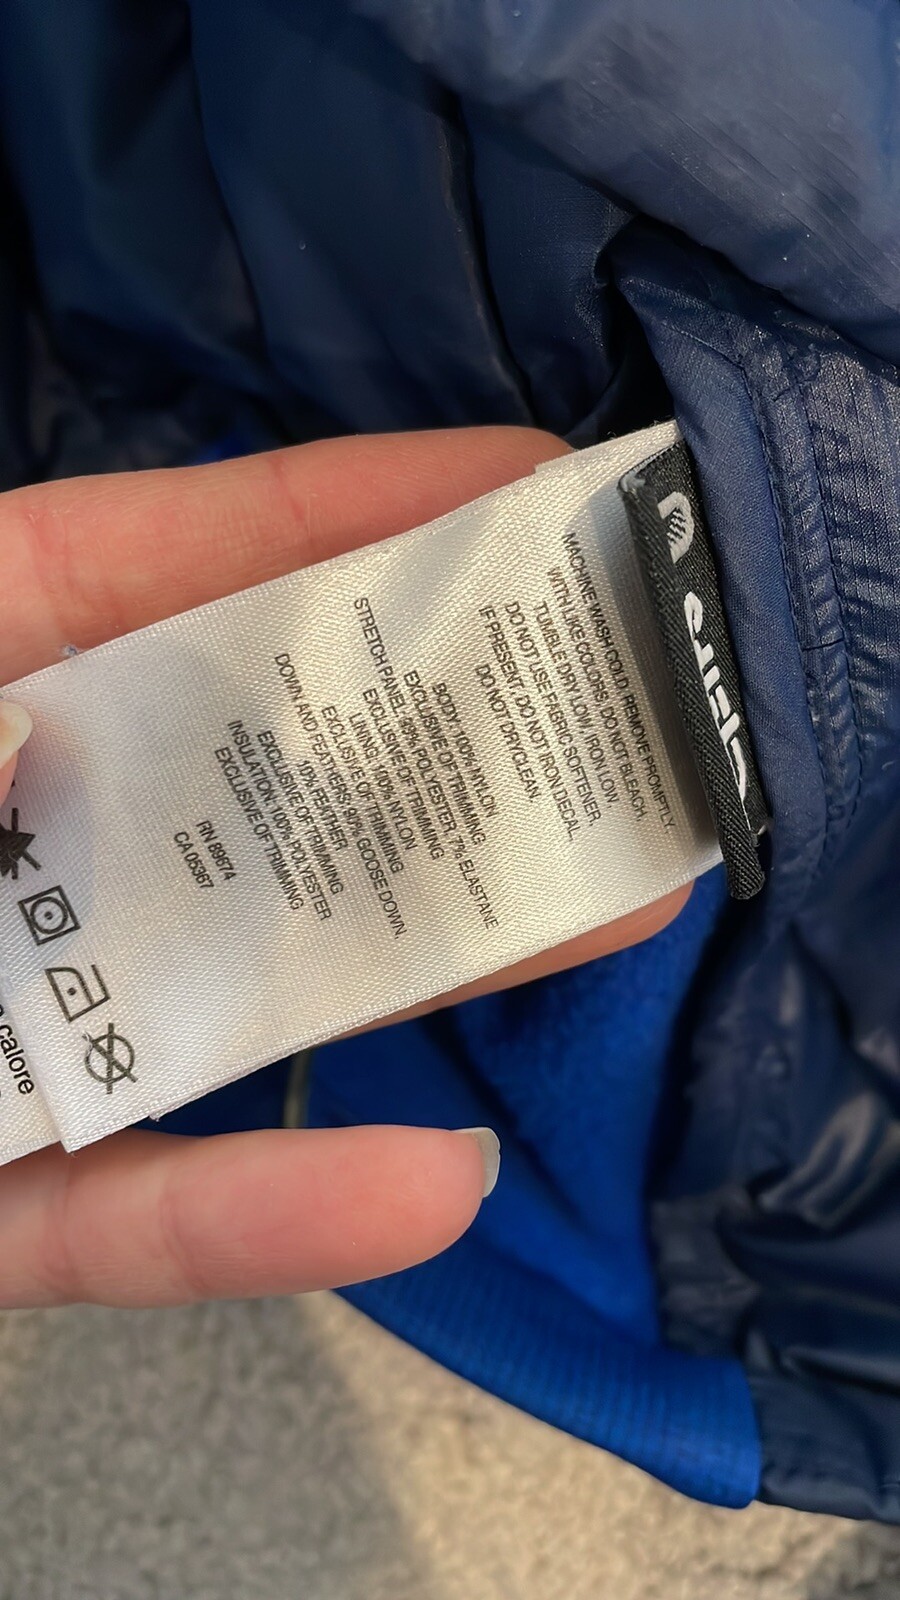 MACHINE WASH COLD. REMOVE PROMPTLY.
WITH LIKE COLORS. DO NOT BLEACH.
TUMBLE DRY LOW. IRON LOW
DO NOT USE FABRIC SOFTENER.
IF PRESENT, DO NOT IRON DECAL.
DO NOT DRYCLEAN.
BODY: 100% NYLON
EXCLUSIVE OF TRIMMING
STRETCH PANEL: 93% POLYESTER 7% ELASTANE
EXCLUSIVE OF TRIMMING
LINING: 100% NYLON
EXCLUSIVE OF TRIMMING
DOWN AND FEATHERS: 90% GOOSE DOWN,
10% FEATHER
EXCLUSIVE OF TRIMMING
INSULATION: 100% POLYESTER
EXCLUSIVE OF TRIMMING
RN 89674
CA 05367
calore